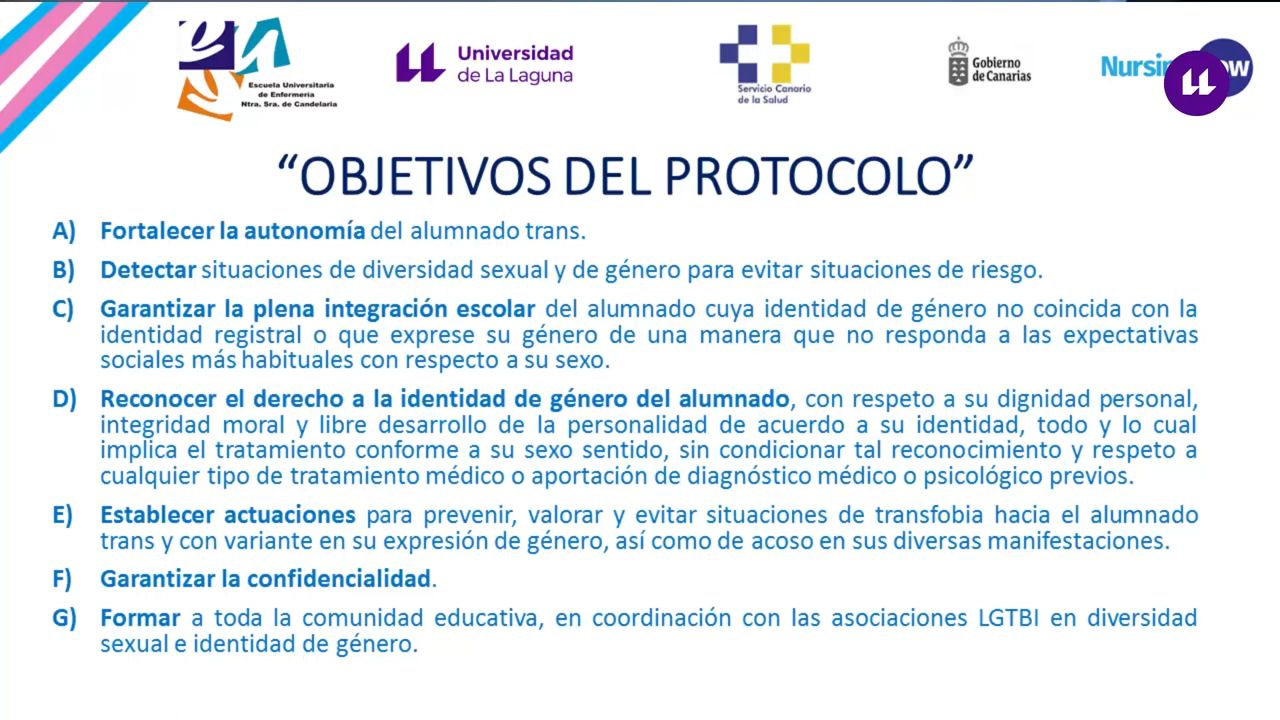 en
Escuela Universitaria
de Enfermería
Ntra. Sra. de Candelaria
Universidad
de La Laguna
Servicio Canario
de la Salud
Gobierno
de Canarias
“OBJETIVOS DEL PROTOCOLO”
A) Fortalecer la autonomía del alumnado trans.
B) Detectar situaciones de diversidad sexual y de género para evitar situaciones de riesgo.
C) Garantizar la plena integración escolar del alumnado cuya identidad de género no coincida con la
identidad registral o que exprese su género de una manera que no responda a las expectativas
sociales más habituales con respecto a su sexo.
D) Reconocer el derecho a la identidad de género del alumnado, con respeto a su dignidad personal,
integridad moral y libre desarrollo de la personalidad de acuerdo a su identidad, todo y lo cual
implica el tratamiento conforme a su sexo sentido, sin condicionar tal reconocimiento y respeto a
cualquier tipo de tratamiento médico o aportación de diagnóstico médico o psicológico previos.
E) Establecer actuaciones para prevenir, valorar y evitar situaciones de transfobia hacia el alumnado
trans y con variante en su expresión de género, así como de acoso en sus diversas manifestaciones.
F) Garantizar la confidencialidad.
G) Formar a toda la comunidad educativa, en coordinación con las asociaciones LGTBI en diversidad
sexual e identidad de género.